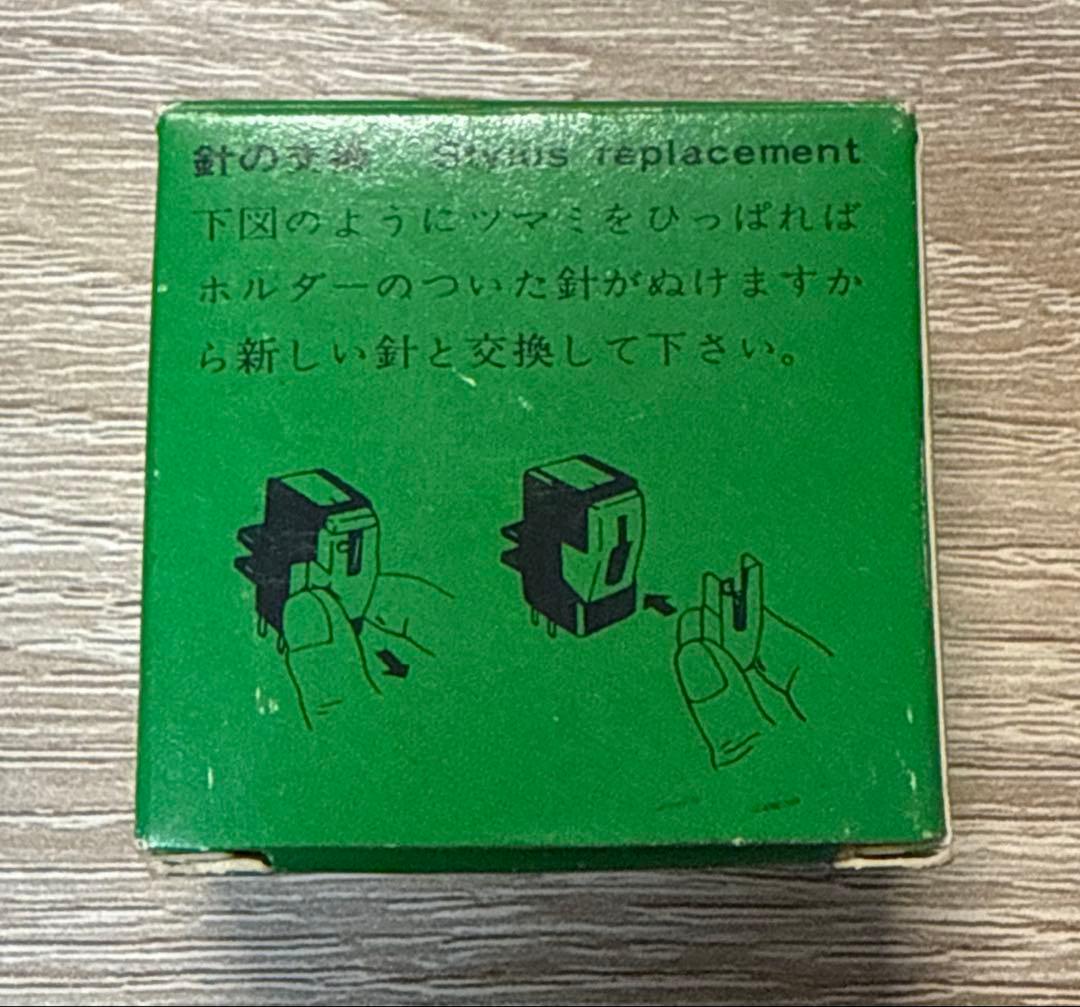 針の交換 Stylus replacement
下図のようにツマミをひっぱれば
ホルダーのついた針がぬけますか
ら新しい針と交換して下さい。